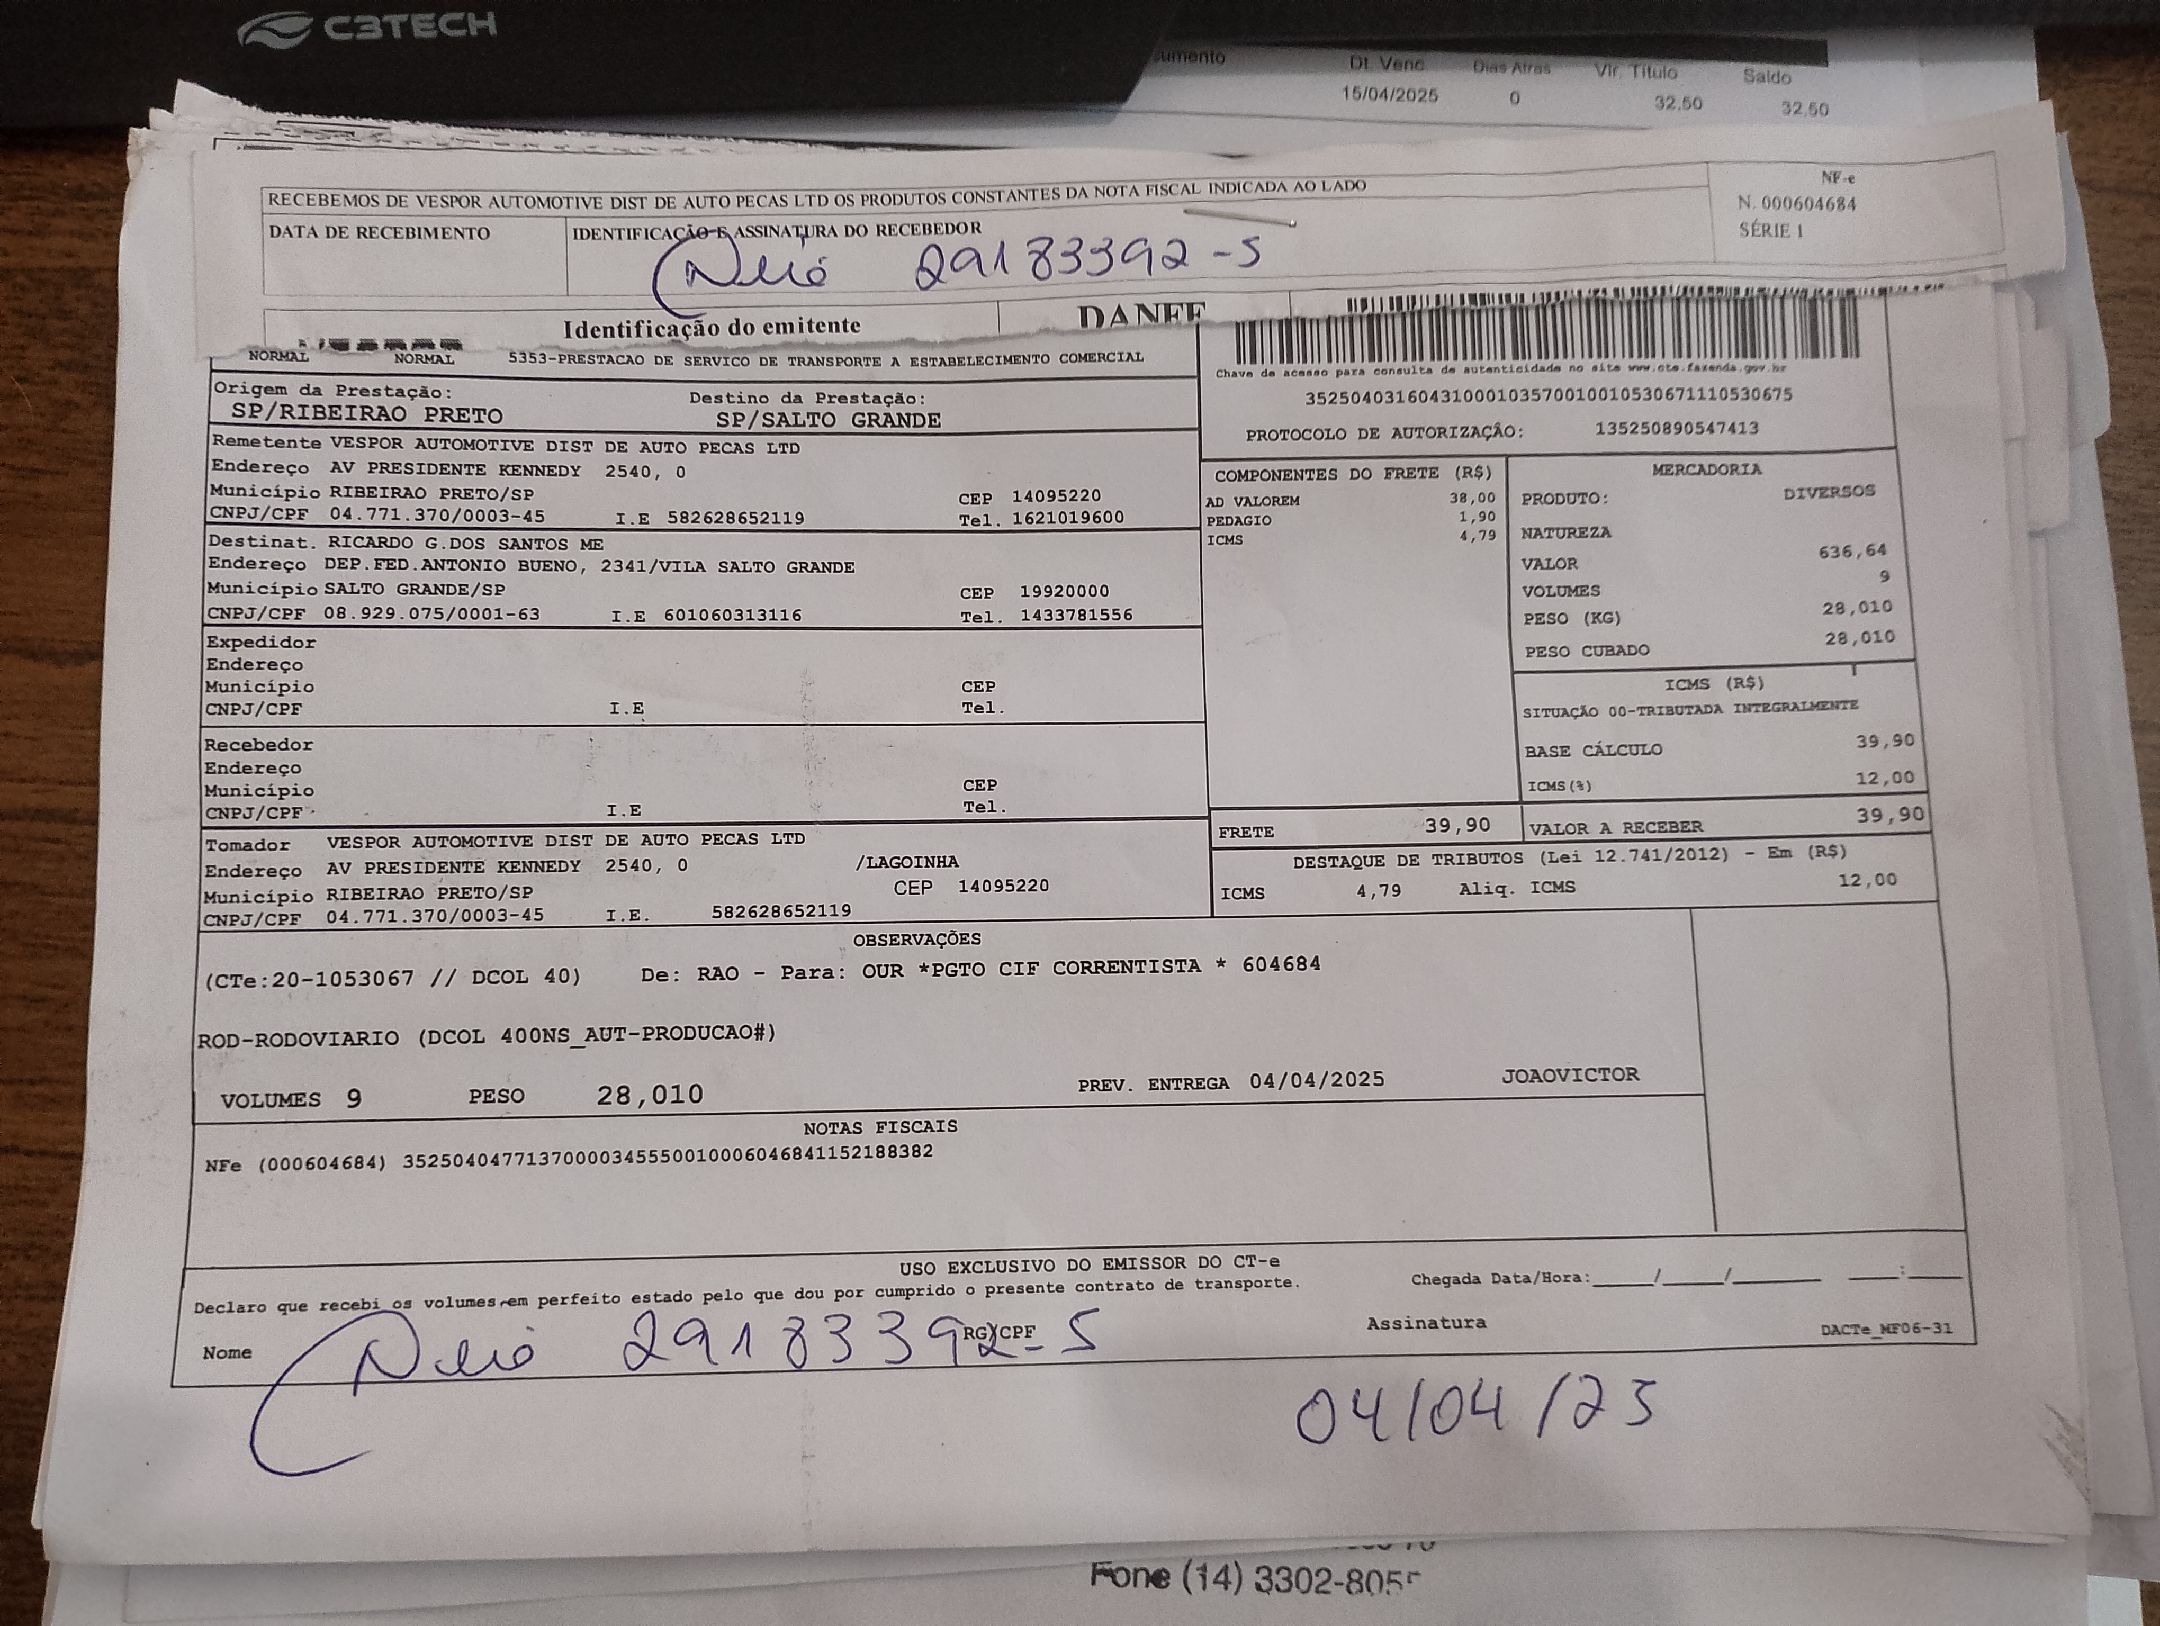 C3TECH
Dt. Venc Dias Atras Vlr. Título Saldo
15/04/2025 0 32,50 32,50
RECEBEMOS DE VESPOR AUTOMOTIVE DIST DE AUTO PECAS LTD OS PRODUTOS CONSTANTES DA NOTA FISCAL INDICADA AO LADO
NF-e
N. 000604684
SÉRIE 1
DATA DE RECEBIMENTO
IDENTIFICAÇÃO E ASSINATURA DO RECEBEDOR
29183392-5
Identificação do emitente
DANFE
NORMAL NORMAL 5353-PRESTACAO DE SERVICO DE TRANSPORTE A ESTABELECIMENTO COMERCIAL
Chave de acesso para consulta de autenticidade no site www.cte.fazenda.gov.br
35250403160431000103570010010530671110530675
PROTOCOLO DE AUTORIZAÇÂO: 135250890547413
Origem da Prestação: Destino da Prestação:
SP/RIBEIRAO PRETO SP/SALTO GRANDE
Remetente VESPOR AUTOMOTIVE DIST DE AUTO PECAS LTD
Endereço AV PRESIDENTE KENNEDY 2540, 0
Município RIBEIRAO PRETO/SP CEP 14095220
CNPJ/CPF 04.771.370/0003-45 I.E 582628652119 Tel. 1621019600
Destinat. RICARDO G.DOS SANTOS ME
Endereço DEP.FED.ANTONIO BUENO, 2341/VILA SALTO GRANDE
Município SALTO GRANDE/SP CEP 19920000
CNPJ/CPF 08.929.075/0001-63 I.E 601060313116 Tel. 1433781556
Expedidor
Endereço
Município CEP
CNPJ/CPF I.E Tel.
Recebedor
Endereço
Município CEP
CNPJ/CPF I.E Tel.
Tomador VESPOR AUTOMOTIVE DIST DE AUTO PECAS LTD
Endereço AV PRESIDENTE KENNEDY 2540, 0 /LAGOINHA
Município RIBEIRAO PRETO/SP CEP 14095220
CNPJ/CPF 04.771.370/0003-45 I.E. 582628652119
COMPONENTES DO FRETE (R$)
AD VALOREM 38,00
PEDAGIO 1,90
ICMS 4,79
MERCADORIA
PRODUTO: DIVERSOS
NATUREZA
VALOR 636,64
VOLUMES 9
PESO (KG) 28,010
PESO CUBADO 28,010
ICMS (R$)
SITUAÇÃO 00-TRIBUTADA INTEGRALMENTE
BASE CÁLCULO 39,90
ICMS(%) 12,00
FRETE 39,90 VALOR A RECEBER 39,90
DESTAQUE DE TRIBUTOS (Lei 12.741/2012) - Em (R$)
ICMS 4,79 Aliq. ICMS 12,00
OBSERVAÇÕES
(CTe:20-1053067 // DCOL 40) De: RAO - Para: OUR *PGTO CIF CORRENTISTA * 604684
ROD-RODOVIARIO (DCOL 400NS_AUT-PRODUCAO#)
VOLUMES 9 PESO 28,010 PREV. ENTREGA 04/04/2025 JOAOVICTOR
NOTAS FISCAIS
NFe (000604684) 35250404771370000345550010006046841152188382
USO EXCLUSIVO DO EMISSOR DO CT-e
Declaro que recebi os volumes em perfeito estado pelo que dou por cumprido o presente contrato de transporte.
Chegada Data/Hora:_____/_____/_______ ___:____
Nome 29183392-5 RG/CPF Assinatura DACTe_MF06-31
04/04/25
Fone (14) 3302-8055